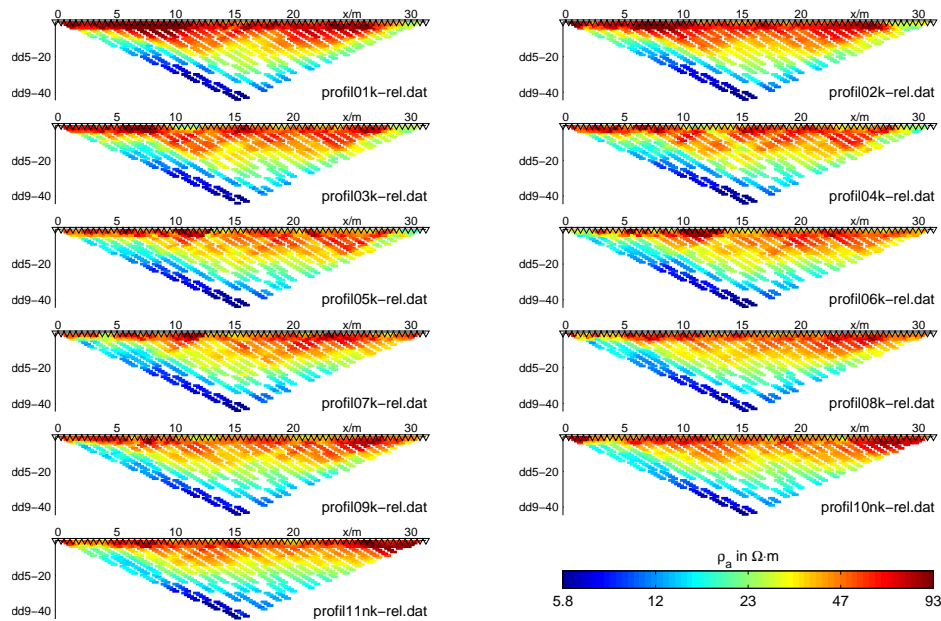 0 5 10 15 20 x/m 30
dd5−20
dd9−40
profil01k−rel.dat
0 5 10 15 20 x/m 30
dd5−20
dd9−40
profil02k−rel.dat
0 5 10 15 20 x/m 30
dd5−20
dd9−40
profil03k−rel.dat
0 5 10 15 20 x/m 30
dd5−20
dd9−40
profil04k−rel.dat
0 5 10 15 20 x/m 30
dd5−20
dd9−40
profil05k−rel.dat
0 5 10 15 20 x/m 30
dd5−20
dd9−40
profil06k−rel.dat
0 5 10 15 20 x/m 30
dd5−20
dd9−40
profil07k−rel.dat
0 5 10 15 20 x/m 30
dd5−20
dd9−40
profil08k−rel.dat
0 5 10 15 20 x/m 30
dd5−20
dd9−40
profil09k−rel.dat
0 5 10 15 20 x/m 30
dd5−20
dd9−40
profil10nk−rel.dat
0 5 10 15 20 x/m 30
dd5−20
dd9−40
profil11nk−rel.dat
ρa in Ω·m
5.8 12 23 47 93